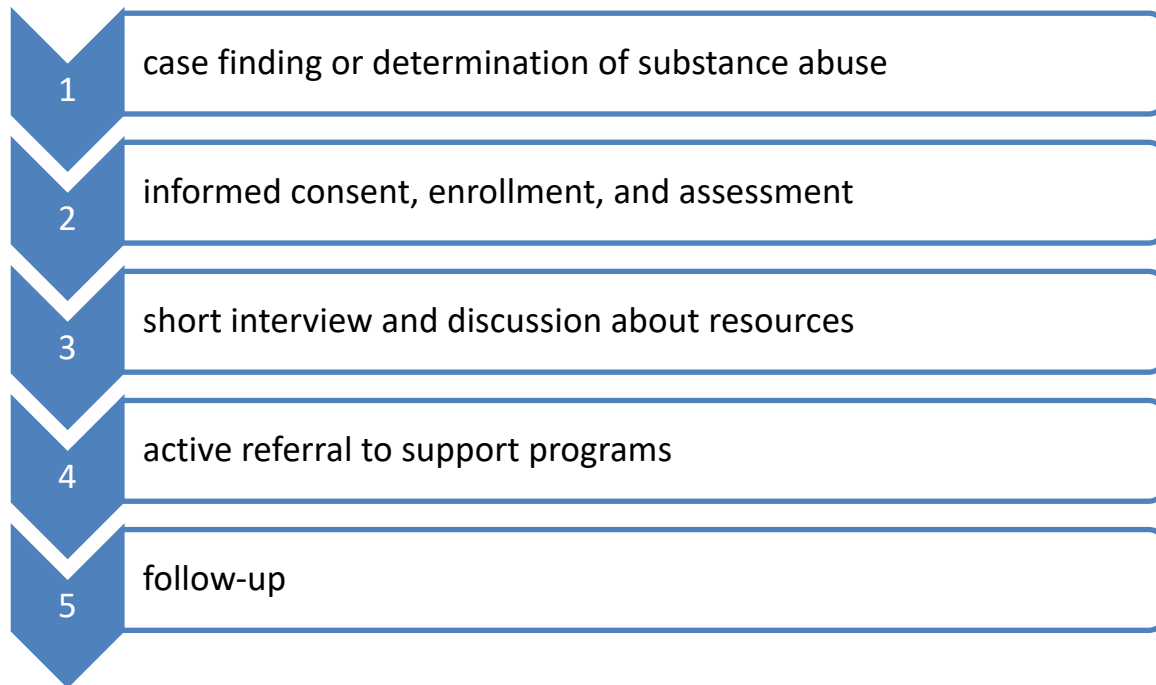 1
case finding or determination of substance abuse
2
informed consent, enrollment, and assessment
3
short interview and discussion about resources
4
active referral to support programs
5
follow-up